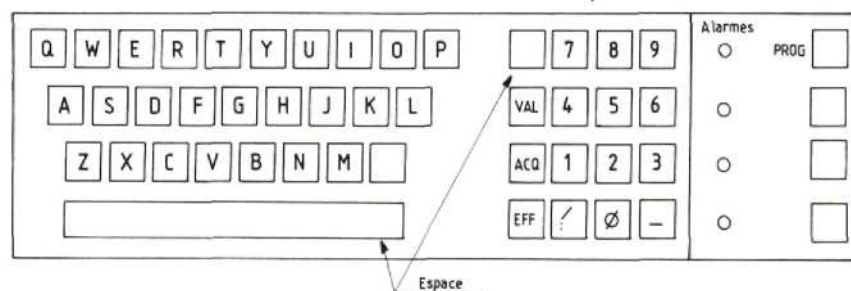 Q W E R T Y U I O P 7 8 9 Alarmes PROG
A S D F G H J K L VAL 4 5 6
Z X C V B N M ACQ 1 2 3
EFF Ø _
Espace